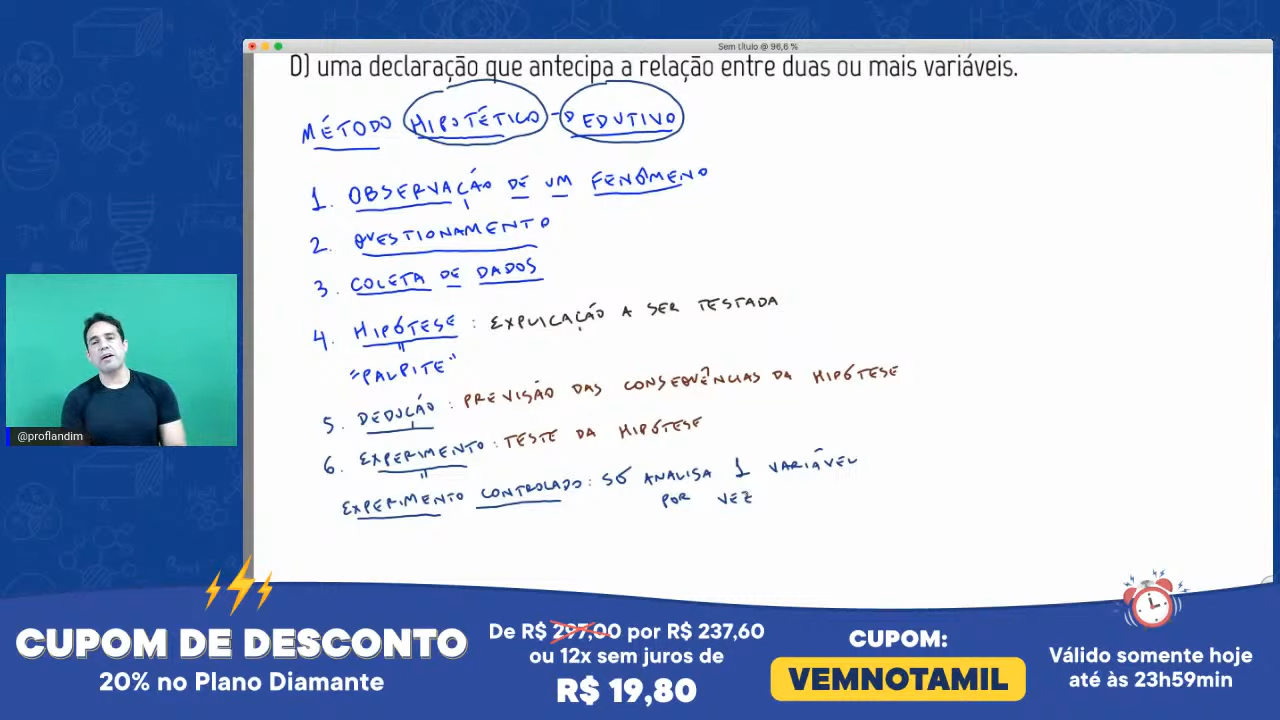 Sem título @ 96,6 %
D) uma declaração que antecipa a relação entre duas ou mais variáveis.
MÉTODO HIPOTÉTICO-DEDUTIVO
1. OBSERVAÇÃO DE UM FENÔMENO
2. QUESTIONAMENTO
3. COLETA DE DADOS
4. HIPÓTESE : EXPLICAÇÃO A SER TESTADA
"PALPITE"
5. DEDUÇÃO : PREVISÃO DAS CONSEQUÊNCIAS DA HIPÓTESE
6. EXPERIMENTO : TESTE DA HIPÓTESE
EXPERIMENTO CONTROLADO : SÓ ANALISA 1 VARIÁVEL
POR VEZ
@proflandim
CUPOM DE DESCONTO
20% no Plano Diamante
De R$ 297,00 por R$ 237,60
ou 12x sem juros de
R$ 19,80
CUPOM:
VEMNOTAMIL
Válido somente hoje
até às 23h59min